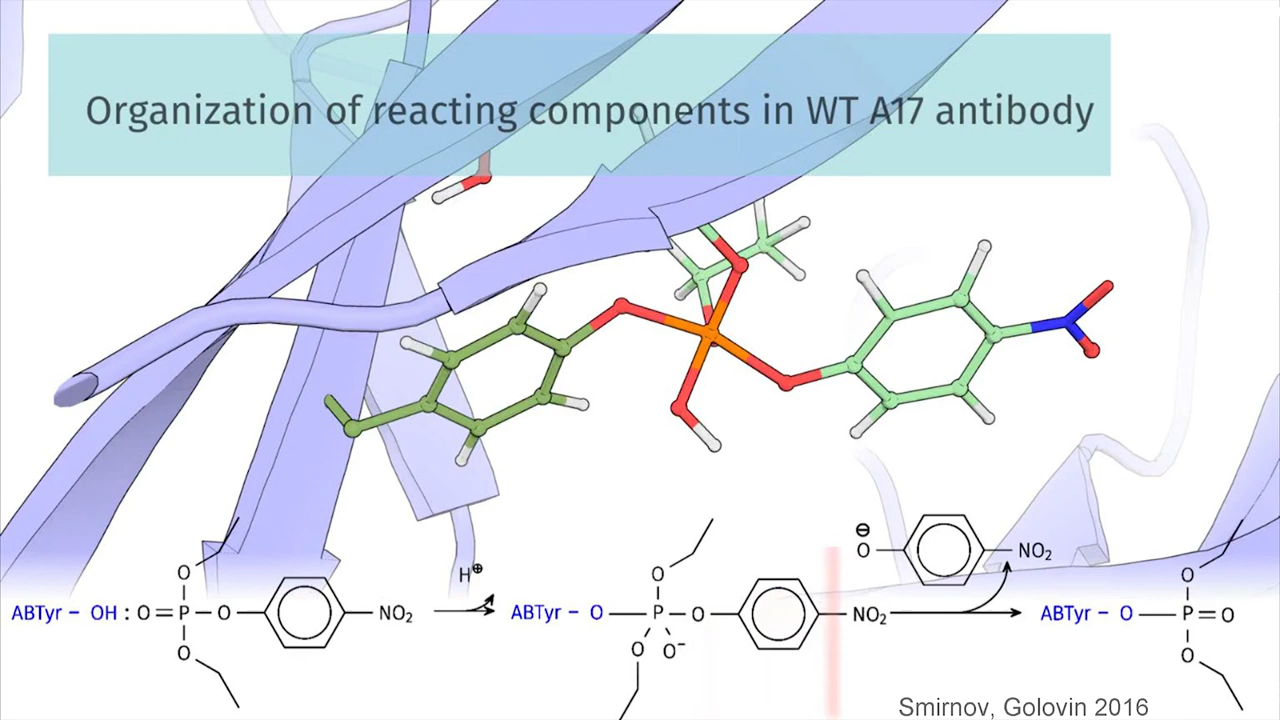 Organization of reacting components in WT A17 antibody
O
O
H⊕
O
⊖
O
NO₂
O
ABTyr – OH : O = P – O – NO₂
ABTyr – O – P – O – NO₂
ABTyr – O – P = O
O
O O⁻
O
Smirnov, Golovin 2016